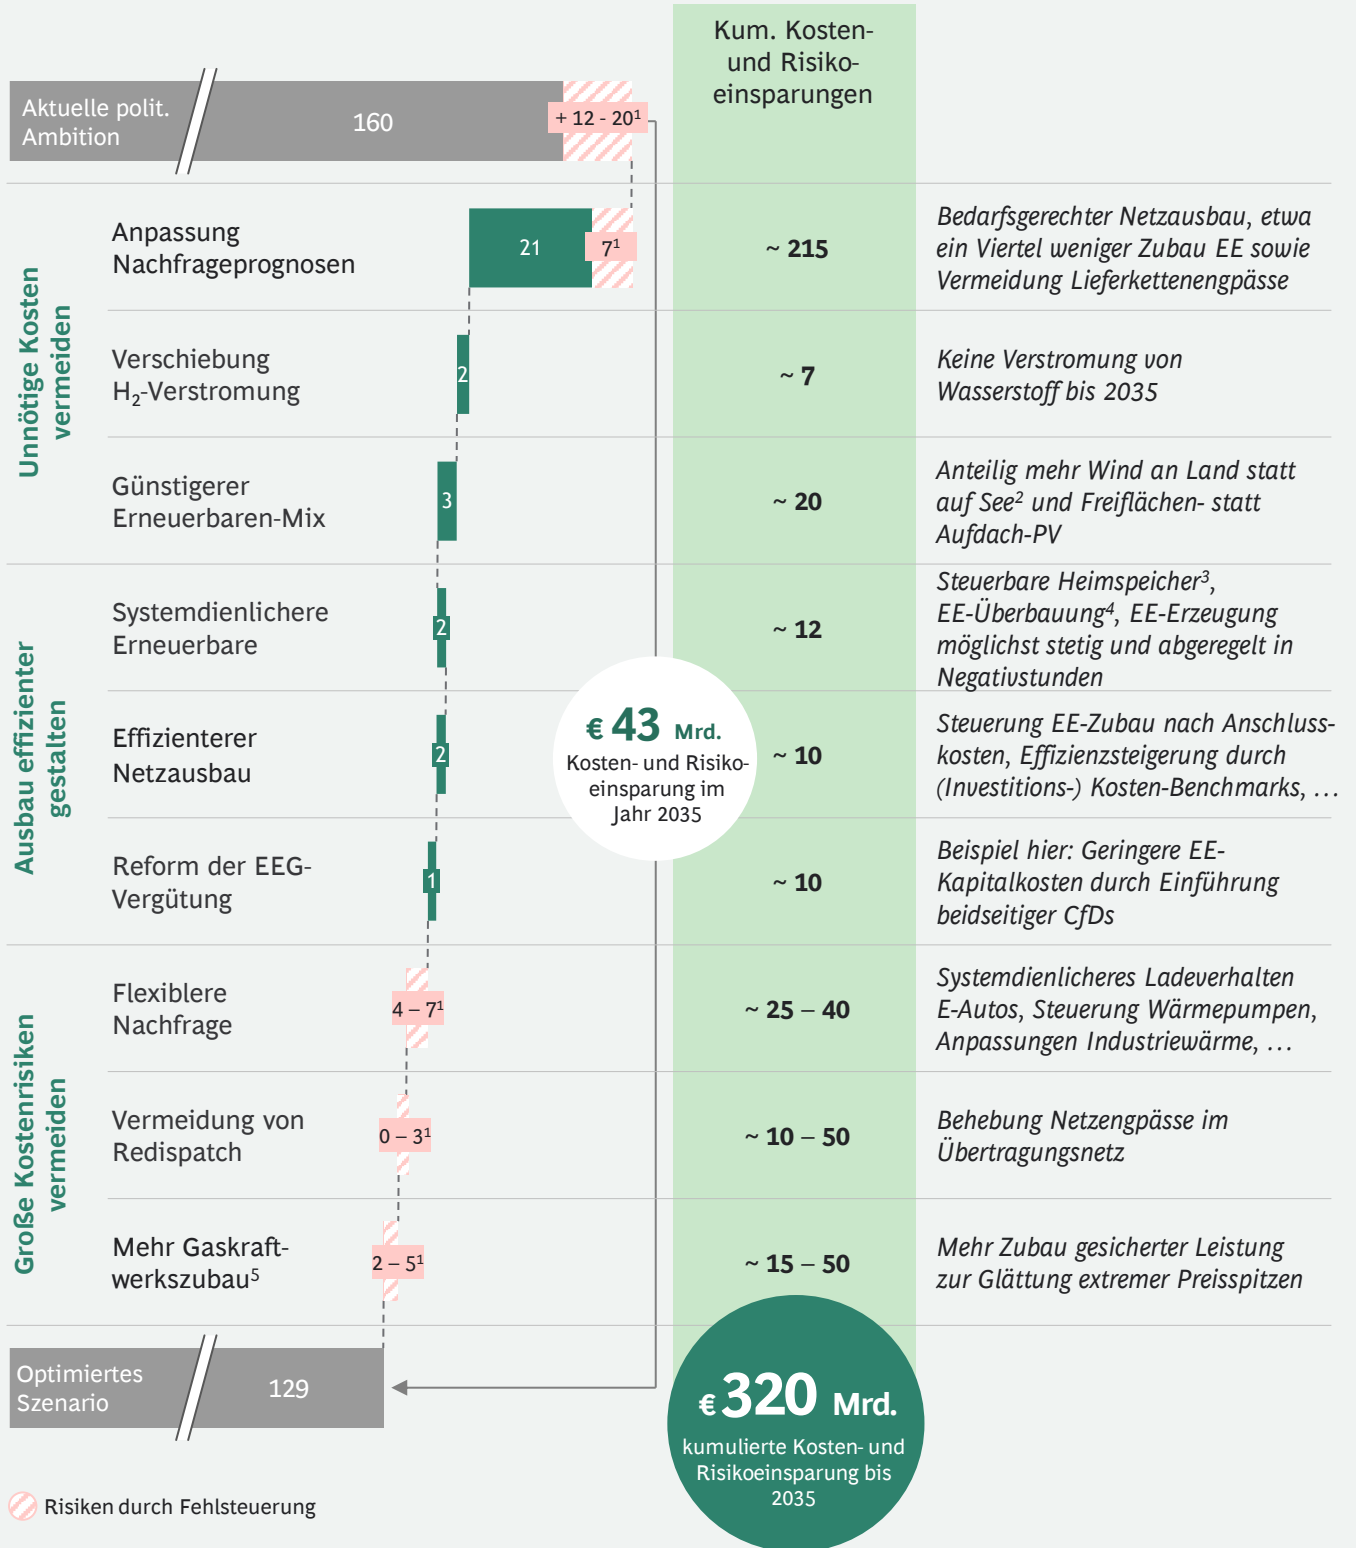 Kum. Kosten-
und Risiko-
einsparungen
Aktuelle polit.
Ambition
160
+ 12 - 20¹
Unnötige Kosten
vermeiden
Anpassung
Nachfrageprognosen
21
7¹
~ 215
Bedarfsgerechter Netzausbau, etwa
ein Viertel weniger Zubau EE sowie
Vermeidung Lieferkettenengpässe
Verschiebung
H₂-Verstromung
2
~ 7
Keine Verstromung von
Wasserstoff bis 2035
Günstigerer
Erneuerbaren-Mix
3
~ 20
Anteilig mehr Wind an Land statt
auf See² und Freiflächen- statt
Aufdach-PV
Ausbau effizienter
gestalten
Systemdienlichere
Erneuerbare
2
~ 12
Steuerbare Heimspeicher³,
EE-Überbauung⁴, EE-Erzeugung
möglichst stetig und abgeregelt in
Negativstunden
Effizienterer
Netzausbau
2
€ 43 Mrd.
Kosten- und Risiko-
einsparung im
Jahr 2035
~ 10
Steuerung EE-Zubau nach Anschluss-
kosten, Effizienzsteigerung durch
(Investitions-) Kosten-Benchmarks, …
Reform der EEG-
Vergütung
1
~ 10
Beispiel hier: Geringere EE-
Kapitalkosten durch Einführung
beidseitiger CfDs
Große Kostenrisiken
vermeiden
Flexiblere
Nachfrage
4 – 7¹
~ 25 – 40
Systemdienlicheres Ladeverhalten
E-Autos, Steuerung Wärmepumpen,
Anpassungen Industriewärme, …
Vermeidung von
Redispatch
0 – 3¹
~ 10 – 50
Behebung Netzengpässe im
Übertragungsnetz
Mehr Gaskraft-
werkszubau⁵
2 – 5¹
~ 15 – 50
Mehr Zubau gesicherter Leistung
zur Glättung extremer Preisspitzen
Optimiertes
Szenario
129
€ 320 Mrd.
kumulierte Kosten- und
Risikoeinsparung bis
2035
Risiken durch Fehlsteuerung